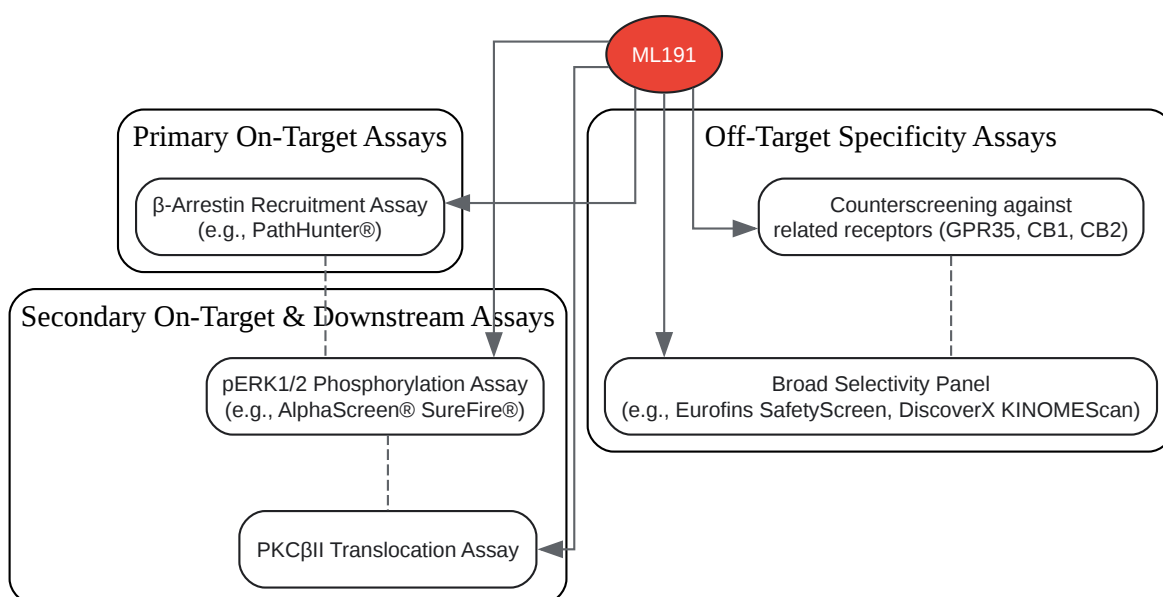 ML191
Primary On-Target Assays
β-Arrestin Recruitment Assay
(e.g., PathHunter®)
Secondary On-Target & Downstream Assays
pERK1/2 Phosphorylation Assay
(e.g., AlphaScreen® SureFire®)
PKCβII Translocation Assay
Off-Target Specificity Assays
Counterscreening against
related receptors (GPR35, CB1, CB2)
Broad Selectivity Panel
(e.g., Eurofins SafetyScreen, DiscoverX KINOMEScan)